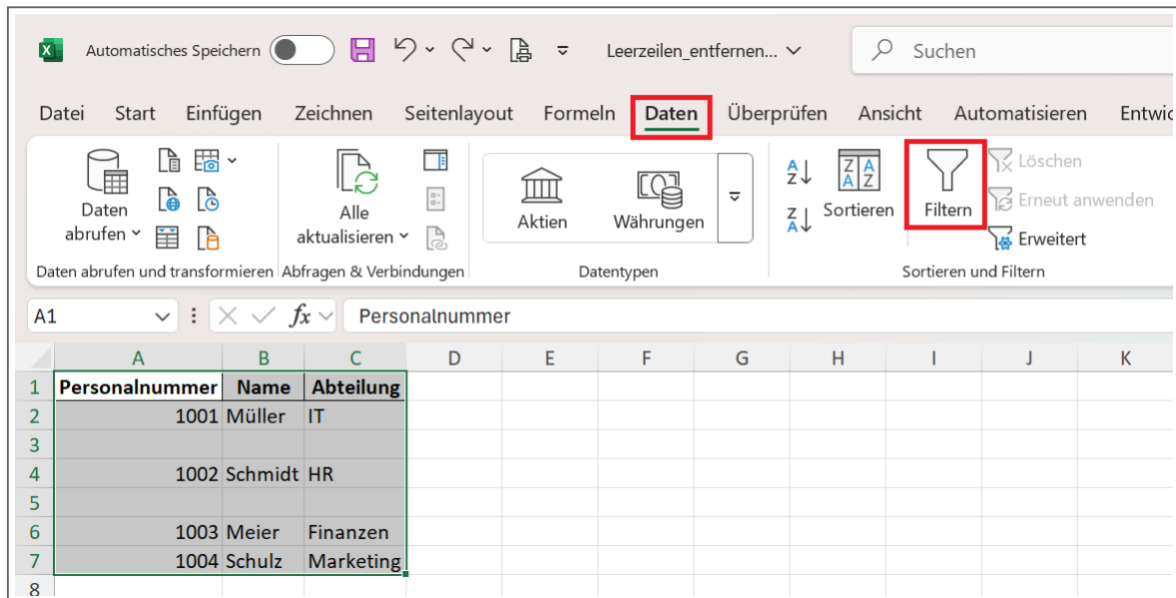 Automatisches Speichern Leerzeilen_entfernen... Suchen
Datei Start Einfügen Zeichnen Seitenlayout Formeln Daten Überprüfen Ansicht Automatisieren Entwic
Daten abrufen
Alle aktualisieren
Aktien Währungen
A Z
Z A
Z A A Z
Sortieren
Filtern
Löschen
Erneut anwenden
Erweitert
Daten abrufen und transformieren Abfragen & Verbindungen Datentypen Sortieren und Filtern
A1 fx Personalnummer
A B C D E F G H I J K
1 Personalnummer Name Abteilung
2 1001 Müller IT
3
4 1002 Schmidt HR
5
6 1003 Meier Finanzen
7 1004 Schulz Marketing
8